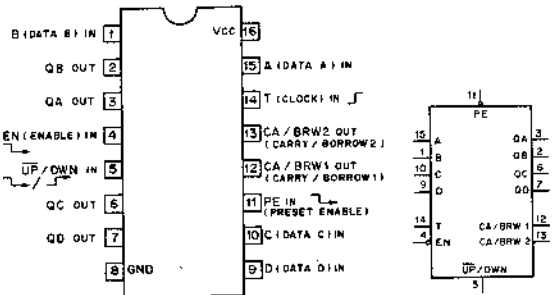 B (DATA B) IN 1
QB OUT 2
QA OUT 3
EN (ENABLE) IN 4
UP/DWN IN 5
QC OUT 6
QD OUT 7
8 GND
VCC 16
15 A (DATA A) IN
14 T (CLOCK) IN
13 CA/BRW2 OUT
(CARRY/BORROW2)
12 CA/BRW1 OUT
(CARRY/BORROW1)
11 PE IN
(PRESET ENABLE)
10 C (DATA C) IN
9 D (DATA D) IN
11
PE
15 A QA 3
1 B QB 2
10 C QC 6
9 D QD 7
14 T CA/BRW 1 12
4 EN CA/BRW 2 13
UP/DWN
5